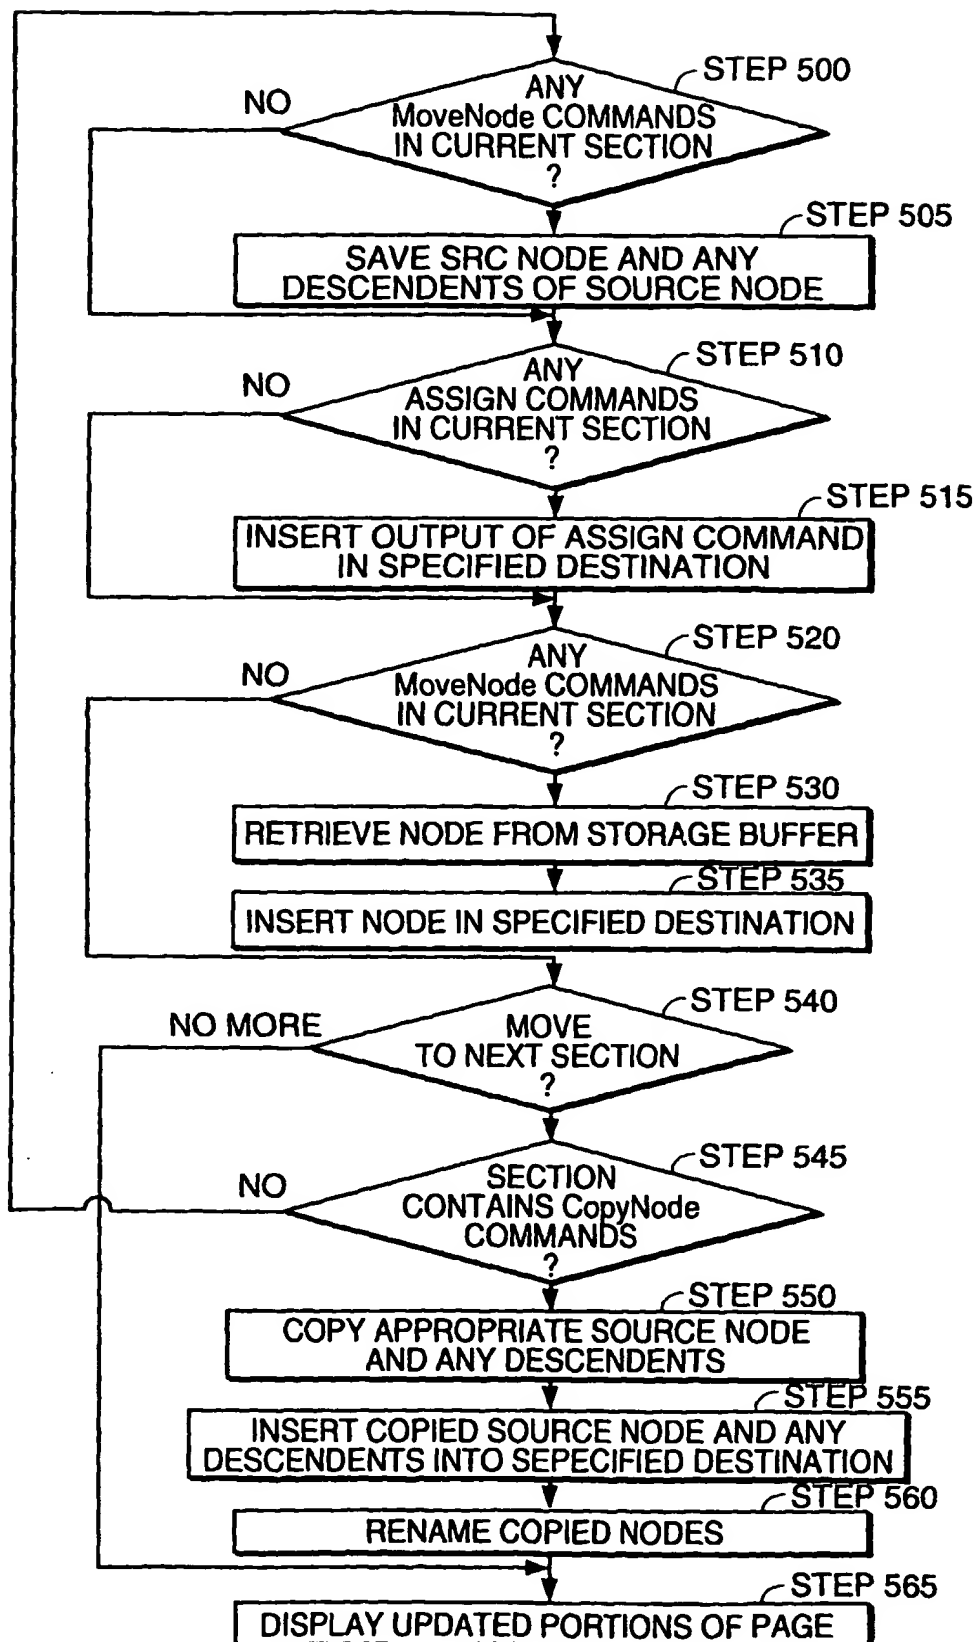 STEP 500
NO
ANY
MoveNode COMMANDS
IN CURRENT SECTION
?
STEP 505
SAVE SRC NODE AND ANY
DESCENDENTS OF SOURCE NODE
STEP 510
NO
ANY
ASSIGN COMMANDS
IN CURRENT SECTION
?
STEP 515
INSERT OUTPUT OF ASSIGN COMMAND
IN SPECIFIED DESTINATION
STEP 520
NO
ANY
MoveNode COMMANDS
IN CURRENT SECTION
?
STEP 530
RETRIEVE NODE FROM STORAGE BUFFER
STEP 535
INSERT NODE IN SPECIFIED DESTINATION
STEP 540
NO MORE
MOVE
TO NEXT SECTION
?
STEP 545
NO
SECTION
CONTAINS CopyNode
COMMANDS
?
STEP 550
COPY APPROPRIATE SOURCE NODE
AND ANY DESCENDENTS
STEP 555
INSERT COPIED SOURCE NODE AND ANY
DESCENDENTS INTO SEPECIFIED DESTINATION
STEP 560
RENAME COPIED NODES
STEP 565
DISPLAY UPDATED PORTIONS OF PAGE